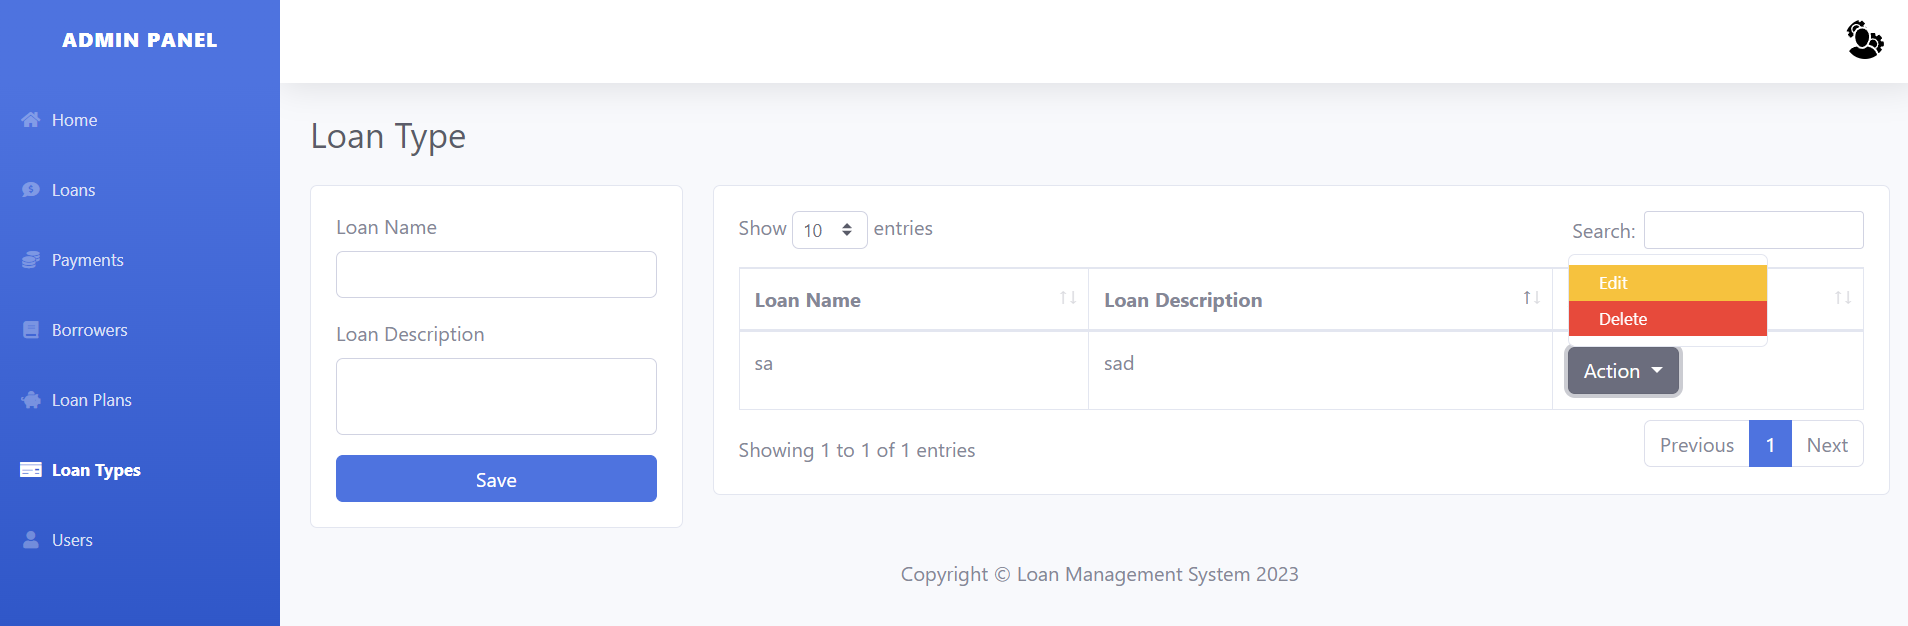 ADMIN PANEL
Home
Loans
Payments
Borrowers
Loan Plans
Loan Types
Users
Loan Type
Loan Name
Loan Description
Save
Show 10 entries
Search:
Loan Name Loan Description
Edit
Delete
sa sad
Action
Showing 1 to 1 of 1 entries
Previous 1 Next
Copyright © Loan Management System 2023